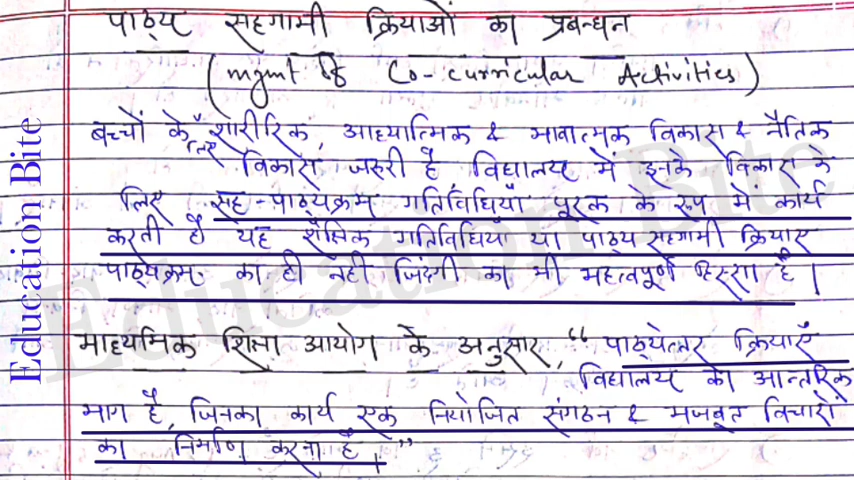 पाठ्य सहगामी क्रियाओं का प्रबन्धन
(mgmt of Co-curricular Activities)
बच्चों के लिए शारीरिक, आध्यात्मिक & भावात्मक विकास & नैतिक
विकास जरुरी है विद्यालय में इनके विकास के
लिए सह-पाठ्यक्रम गतिविधियाँ पूरक के रूप में कार्य
करती है यह शैक्षिक गतिविधियाँ या पाठ्य सहगामी क्रियाए
पाठ्यक्रम का ही नही जिंदगी का भी महत्वपूर्ण हिस्सा है।
माध्यमिक शिक्षा आयोग के अनुसार, “पाठ्येत्तर क्रियाएँ
विद्यालय का आन्तरिक
भाग है, जिनका कार्य एक नियोजित संगठन & मजबूत विचारो
का निर्माण करना है,”
Education Bite
Education Bite